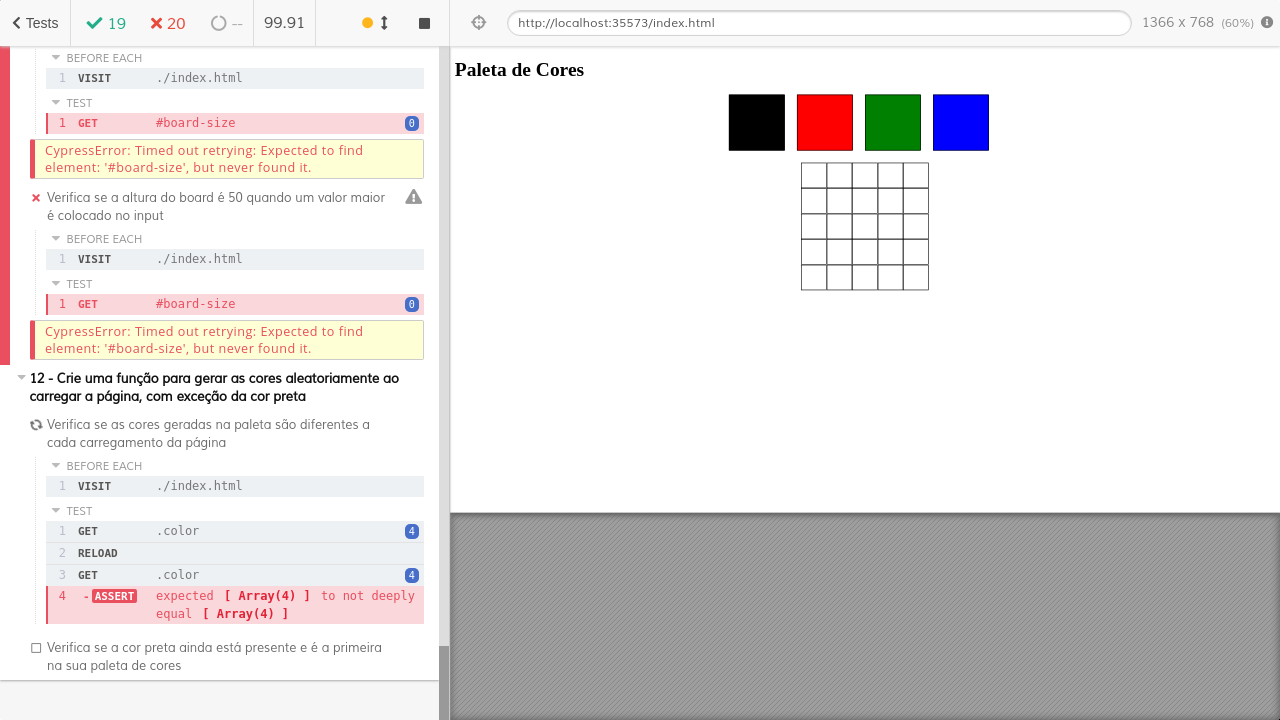 Tests
19
20
--
99.91
http://localhost:35573/index.html
1366 x 768 (60%)
BEFORE EACH
1 VISIT ./index.html
TEST
1 GET #board-size 0
CypressError: Timed out retrying: Expected to find
element: '#board-size', but never found it.
Verifica se a altura do board é 50 quando um valor maior
é colocado no input
BEFORE EACH
1 VISIT ./index.html
TEST
1 GET #board-size 0
CypressError: Timed out retrying: Expected to find
element: '#board-size', but never found it.
12 - Crie uma função para gerar as cores aleatoriamente ao
carregar a página, com exceção da cor preta
Verifica se as cores geradas na paleta são diferentes a
cada carregamento da página
BEFORE EACH
1 VISIT ./index.html
TEST
1 GET .color 4
2 RELOAD
3 GET .color 4
4 -ASSERT expected [ Array(4) ] to not deeply
equal [ Array(4) ]
Verifica se a cor preta ainda está presente e é a primeira
na sua paleta de cores
Paleta de Cores